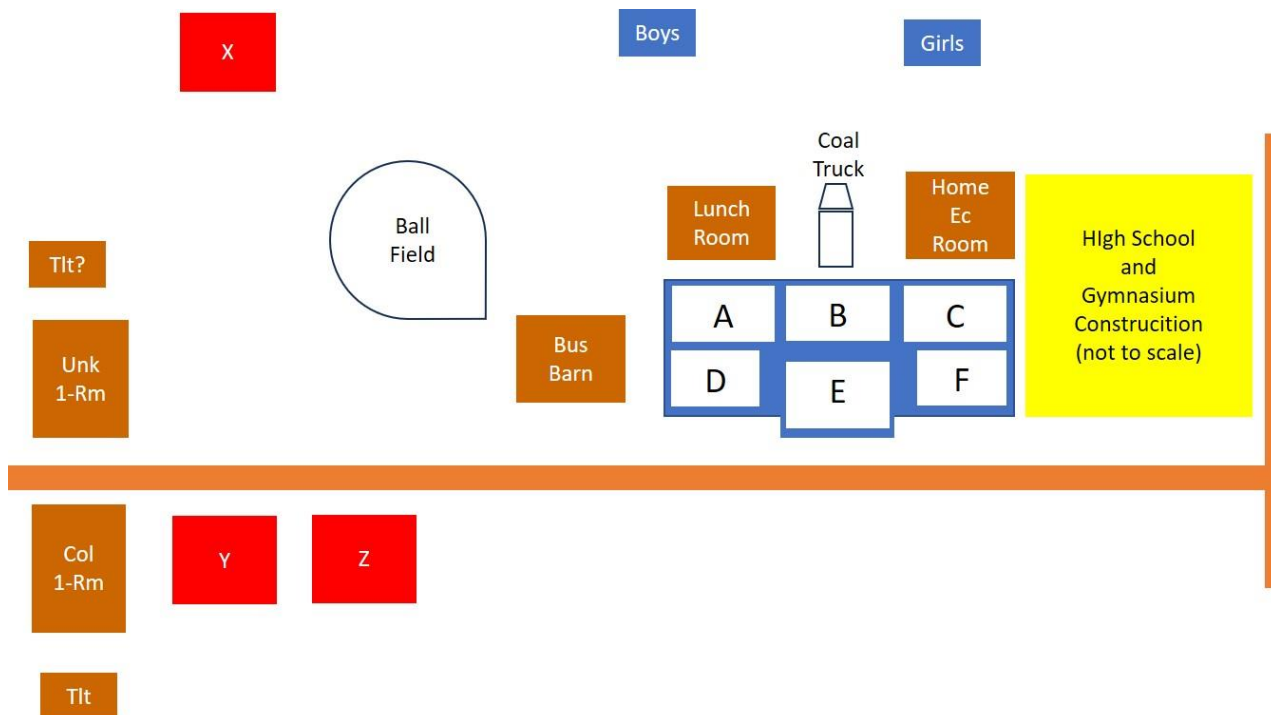 X
Boys
Girls
Coal
Truck
Lunch
Room
Home
Ec
Room
Ball
Field
HIgh School
and
Gymnasium
Construcition
(not to scale)
Tlt?
Unk
1-Rm
Bus
Barn
A
B
C
D
E
F
Col
1-Rm
Y
Z
Tlt